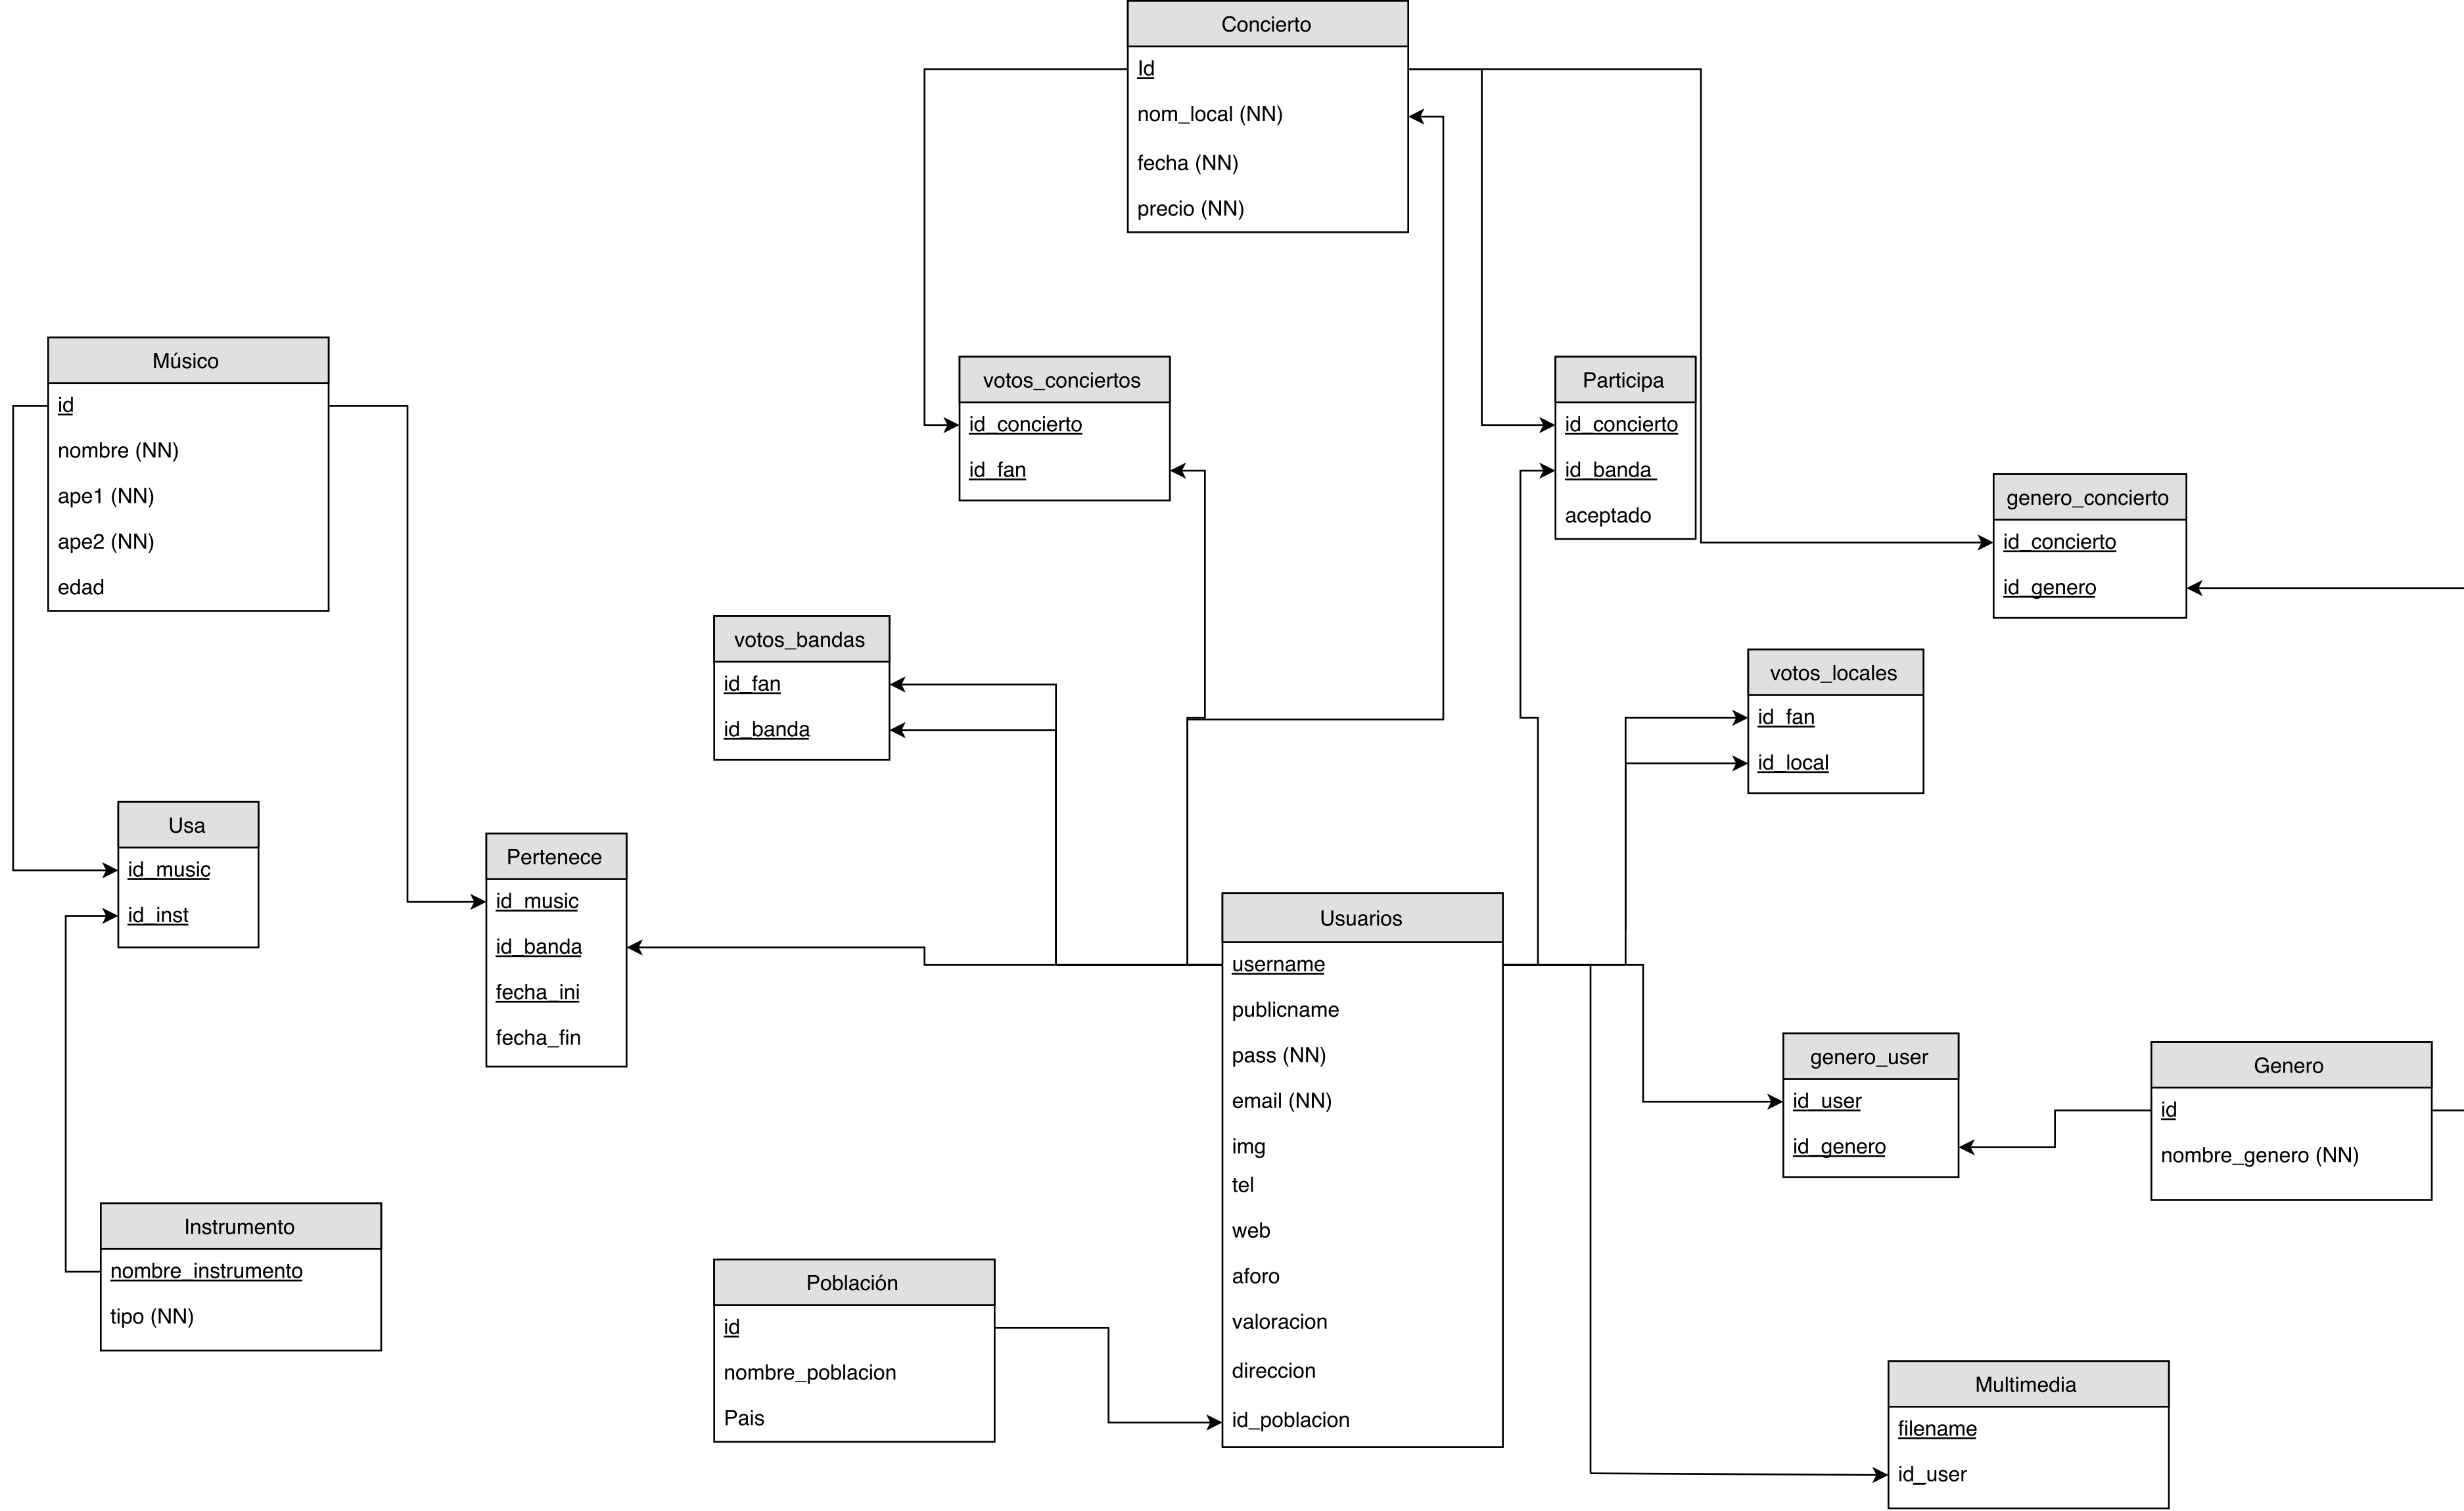 Concierto
Id
nom_local (NN)
fecha (NN)
precio (NN)
Músico
id
nombre (NN)
ape1 (NN)
ape2 (NN)
edad
votos_conciertos
id_concierto
id_fan
Participa
id_concierto
id_banda
aceptado
genero_concierto
id_concierto
id_genero
votos_bandas
id_fan
id_banda
votos_locales
id_fan
id_local
Usa
id_music
id_inst
Pertenece
id_music
id_banda
fecha_ini
fecha_fin
Usuarios
username
publicname
pass (NN)
email (NN)
img
tel
web
aforo
valoracion
direccion
id_poblacion
genero_user
id_user
id_genero
Genero
id
nombre_genero (NN)
Instrumento
nombre_instrumento
tipo (NN)
Población
id
nombre_poblacion
Pais
Multimedia
filename
id_user